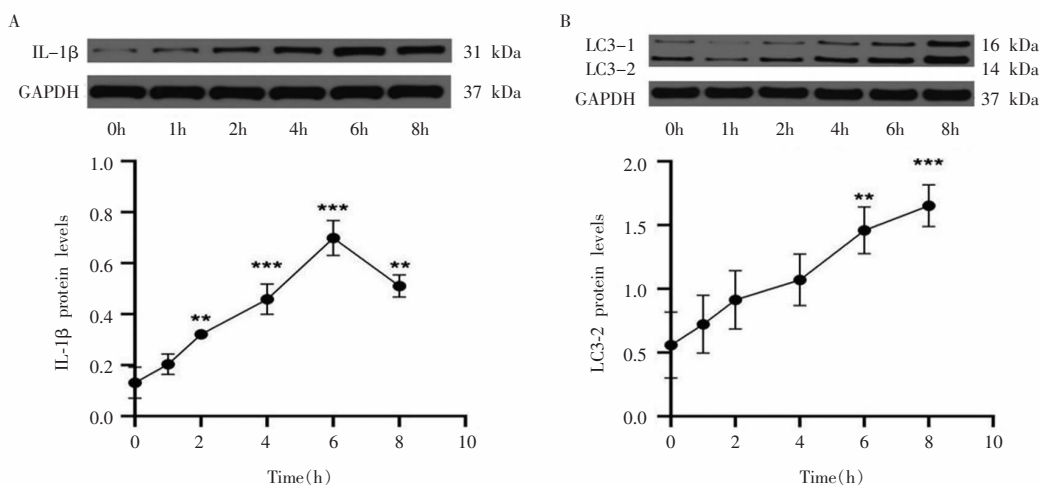 A
IL-1β 31 kDa
GAPDH 37 kDa
0h 1h 2h 4h 6h 8h
1.0
0.8
0.6
0.4
0.2
0.0
IL-1β protein levels
**
***
***
**
0 2 4 6 8 10
Time(h)
B
LC3-1 16 kDa
LC3-2 14 kDa
GAPDH 37 kDa
0h 1h 2h 4h 6h 8h
2.0
1.5
1.0
0.5
0.0
LC3-2 protein levels
**
***
0 2 4 6 8 10
Time(h)